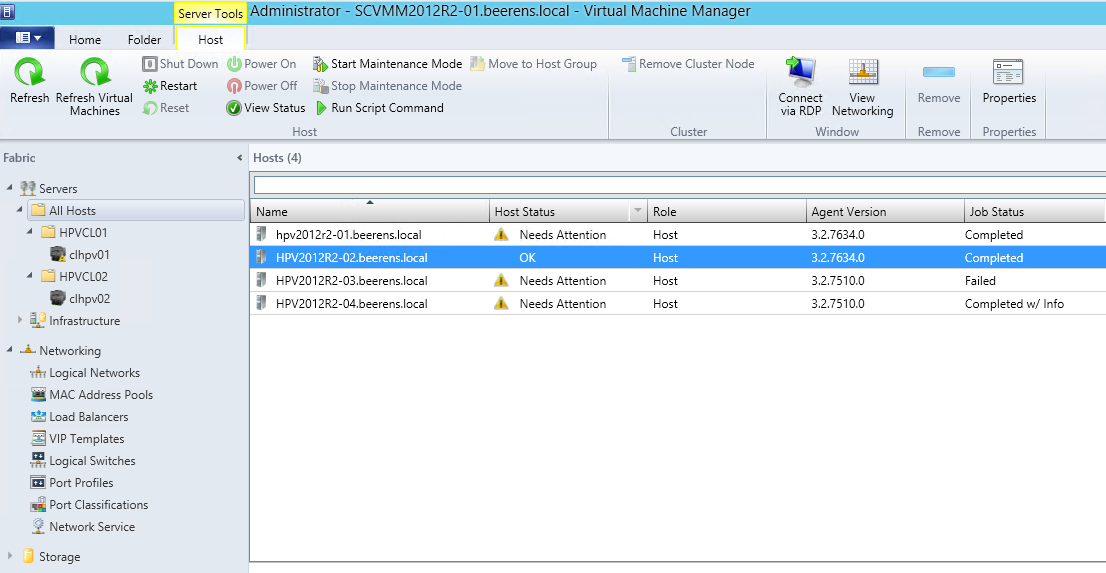 Server Tools Administrator - SCVMM2012R2-01.beerens.local - Virtual Machine Manager
Home Folder Host
Shut Down Power On Start Maintenance Mode Move to Host Group Remove Cluster Node
Refresh Refresh Virtual Machines Restart Power Off Stop Maintenance Mode Connect via RDP View Networking Remove Properties
Reset View Status Run Script Command
Host Cluster Window Remove Properties
Fabric
Servers
All Hosts
HPVCL01
clhpv01
HPVCL02
clhpv02
Infrastructure
Networking
Logical Networks
MAC Address Pools
Load Balancers
VIP Templates
Logical Switches
Port Profiles
Port Classifications
Network Service
Storage
Hosts (4)
Name Host Status Role Agent Version Job Status
hpv2012r2-01.beerens.local Needs Attention Host 3.2.7634.0 Completed
HPV2012R2-02.beerens.local OK Host 3.2.7634.0 Completed
HPV2012R2-03.beerens.local Needs Attention Host 3.2.7510.0 Failed
HPV2012R2-04.beerens.local Needs Attention Host 3.2.7510.0 Completed w/ Info